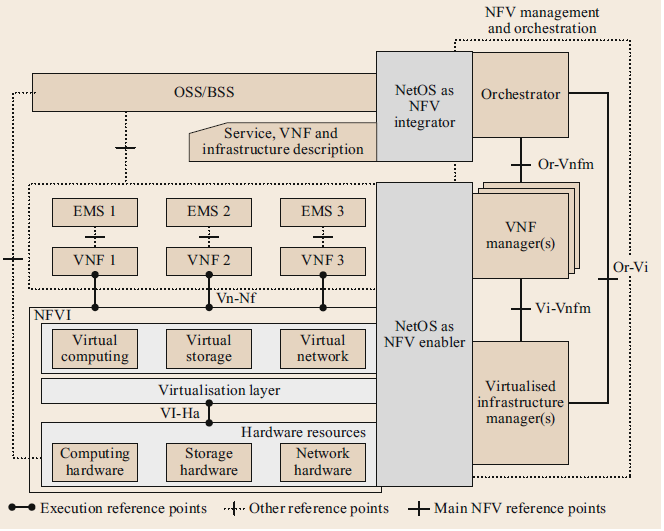 NFV management
and orchestration
OSS/BSS
NetOS as
NFV
integrator
Orchestrator
Service, VNF and
infrastructure description
Or-Vnfm
EMS 1
EMS 2
EMS 3
VNF 1
VNF 2
VNF 3
VNF
manager(s)
Or-Vi
Vn-Nf
NFVI
Vi-Vnfm
NetOS as
NFV enabler
Virtual
computing
Virtual
storage
Virtual
network
Virtualisation layer
Virtualised
infrastructure
manager(s)
VI-Ha
Hardware resources
Computing
hardware
Storage
hardware
Network
hardware
Execution reference points
Other reference points
Main NFV reference points